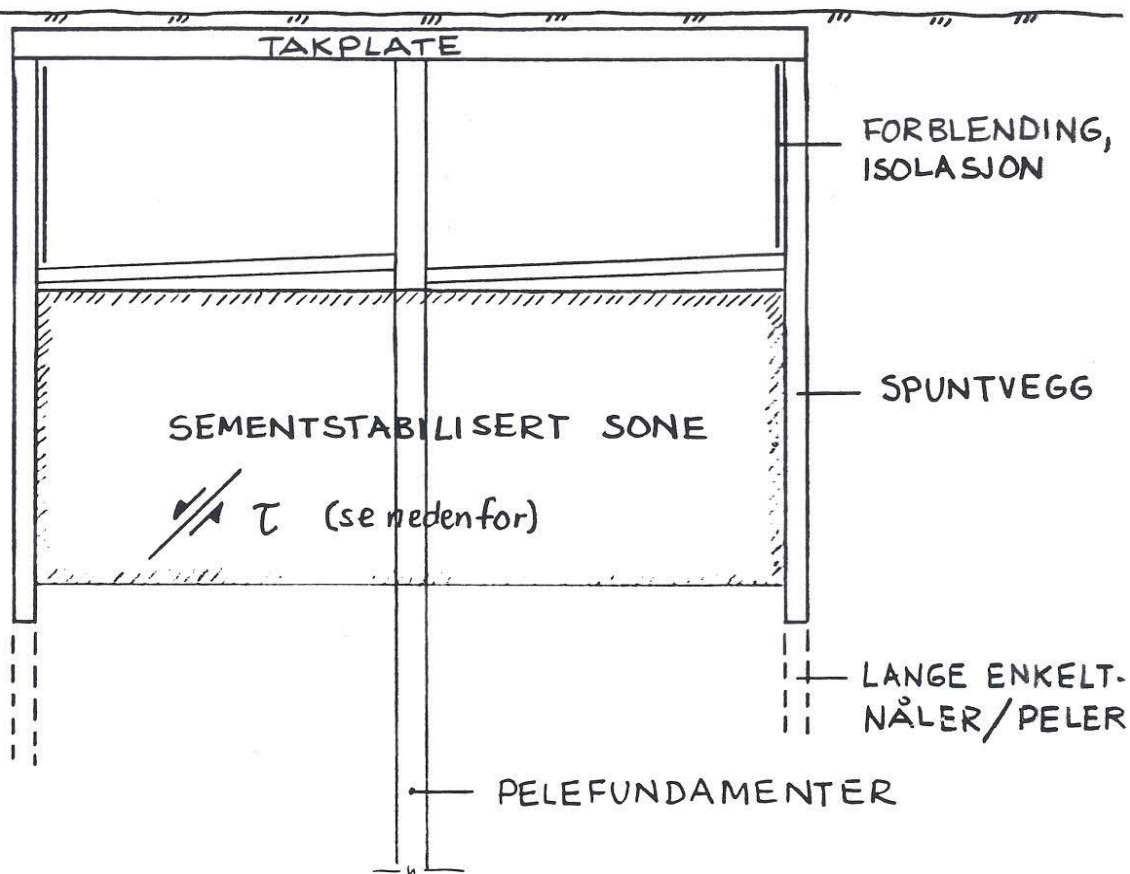 TAKPLATE
FORBLENDING,
ISOLASJON
SPUNTVEGG
SEMENTSTABILISERT SONE
τ (se nedenfor)
LANGE ENKELT-
NÅLER/PELER
PELEFUNDAMENTER